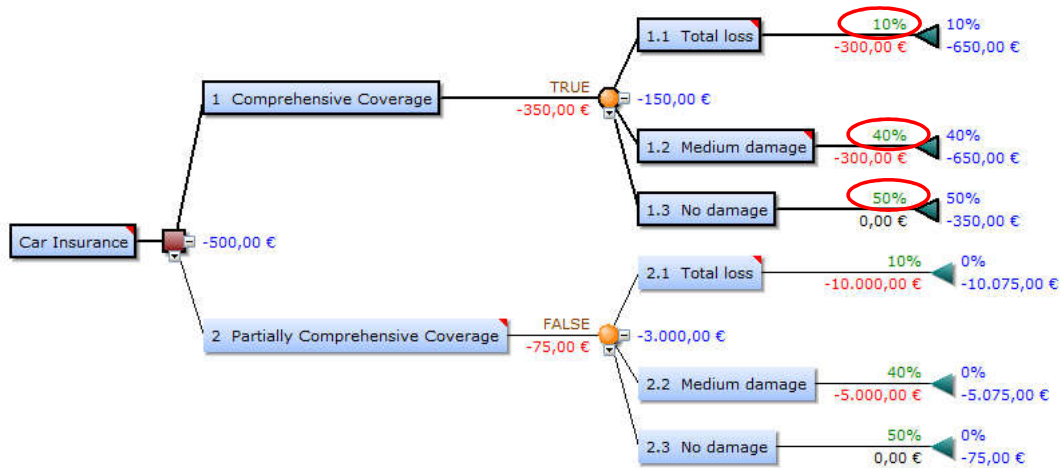 10%
10%
1.1 Total loss
-300,00 €
-650,00 €
TRUE
1 Comprehensive Coverage
-350,00 €
-150,00 €
40%
40%
1.2 Medium damage
-300,00 €
-650,00 €
50%
50%
1.3 No damage
0,00 €
-350,00 €
Car Insurance
-500,00 €
10%
0%
2.1 Total loss
-10.000,00 €
-10.075,00 €
FALSE
2 Partially Comprehensive Coverage
-75,00 €
-3.000,00 €
40%
0%
2.2 Medium damage
-5.000,00 €
-5.075,00 €
50%
0%
2.3 No damage
0,00 €
-75,00 €